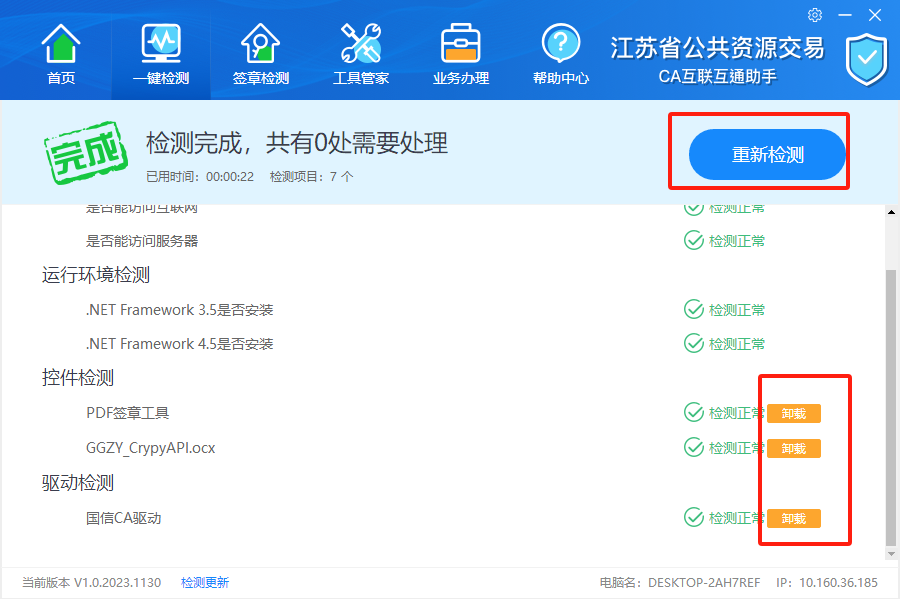 江苏省公共资源交易
CA互联互通助手
首页 一键检测 签章检测 工具管家 业务办理 帮助中心
完成
检测完成，共有0处需要处理
已用时间：00:00:22 检测项目：7 个
重新检测
是否能访问互联网 检测正常
是否能访问服务器 检测正常
运行环境检测
.NET Framework 3.5是否安装 检测正常
.NET Framework 4.5是否安装 检测正常
控件检测
PDF签章工具 检测正常 卸载
GGZY_CrypyAPI.ocx 检测正常 卸载
驱动检测
国信CA驱动 检测正常 卸载
当前版本 V1.0.2023.1130 检测更新 电脑名：DESKTOP-2AH7REF IP：10.160.36.185